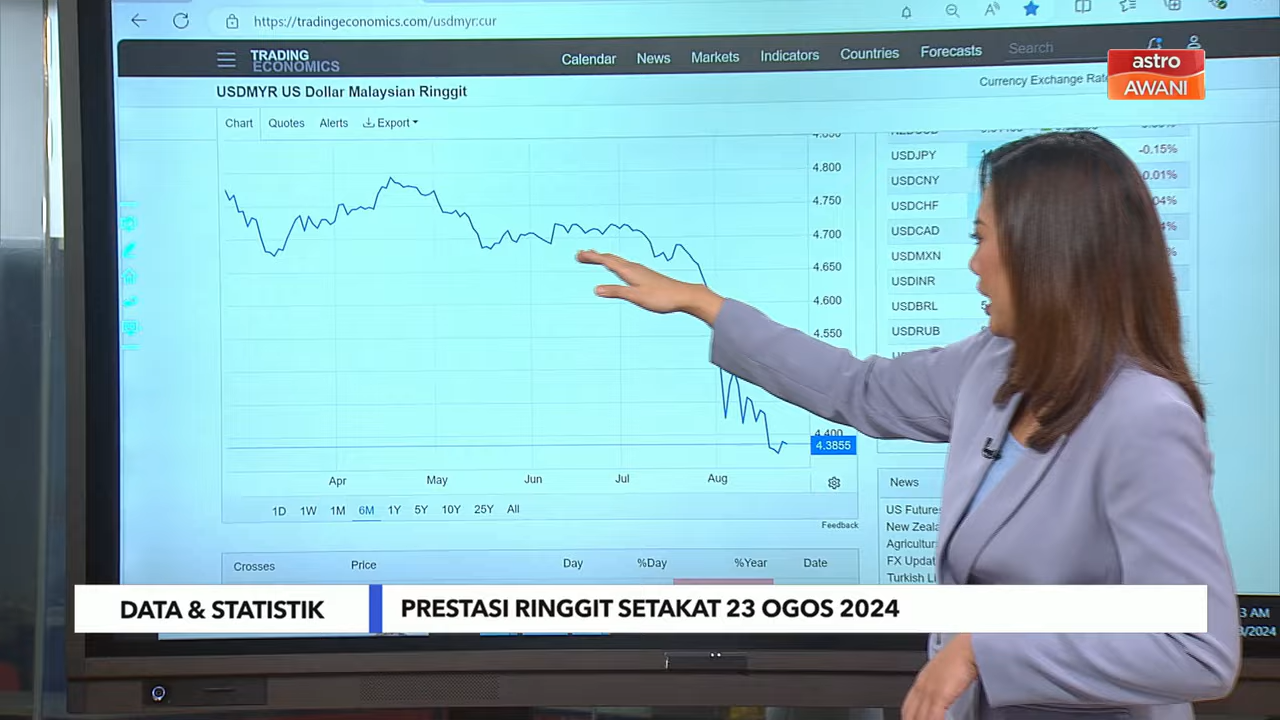 https://tradingeconomics.com/usdmyr:cur
TRADING
ECONOMICS
Calendar News Markets Indicators Countries Forecasts Search
astro
AWANI
USDMYR US Dollar Malaysian Ringgit
Currency Exchange Rate
Chart Quotes Alerts Export
4.800
4.750
4.700
4.650
4.600
4.550
4.400
4.3855
Apr May Jun Jul Aug
1D 1W 1M 6M 1Y 5Y 10Y 25Y All
Feedback
USDJPY -0.15%
USDCNY 0.01%
USDCHF
USDCAD
USDMXN
USDINR
USDBRL
USDRUB
News
US Futures
New Zeala
Agricultur
FX Updat
Turkish Li
Crosses Price Day %Day %Year Date
DATA & STATISTIK
PRESTASI RINGGIT SETAKAT 23 OGOS 2024
3 AM
/2024